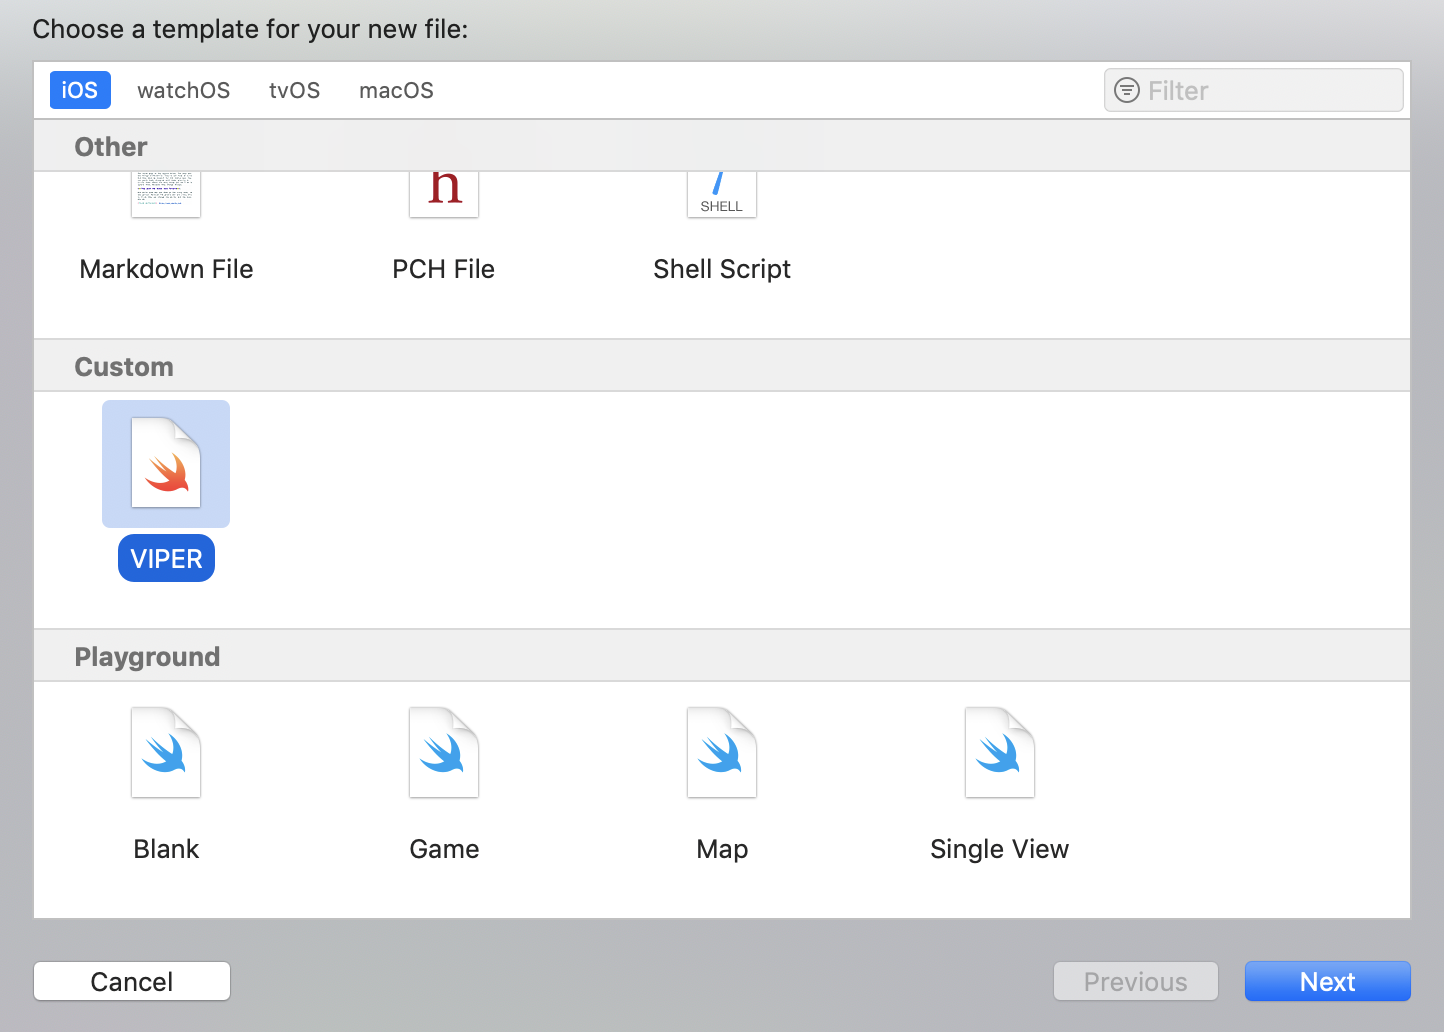 Choose a template for your new file:
iOS watchOS tvOS macOS Filter
Other
h SHELL
Markdown File PCH File Shell Script
Custom
VIPER
Playground
Blank Game Map Single View
Cancel Previous Next